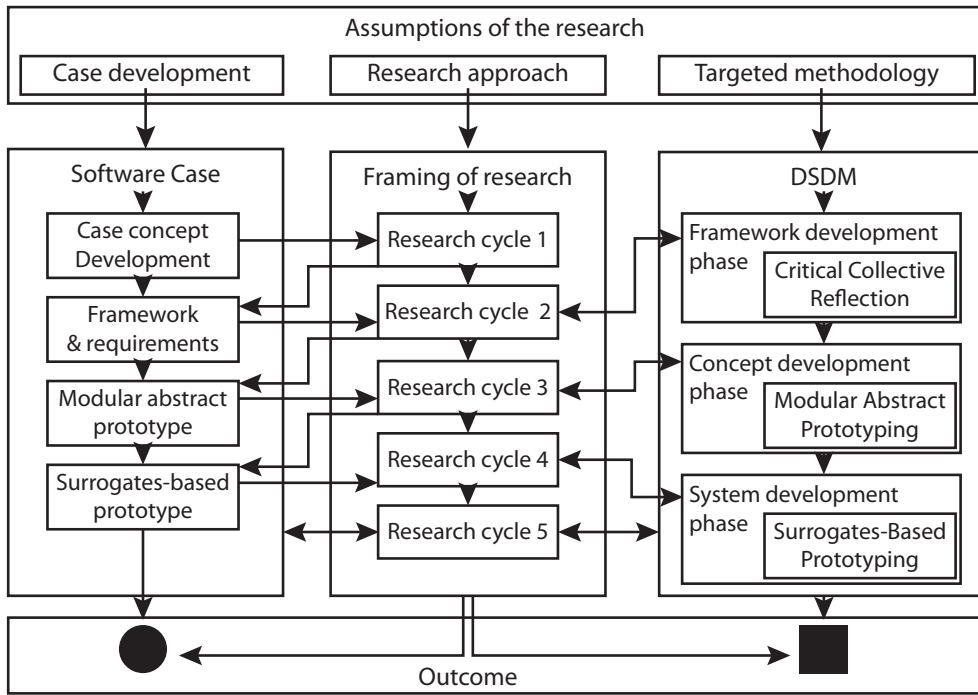 Assumptions of the research
Case development
Research approach
Targeted methodology
Software Case
Case concept
Development
Framework
& requirements
Modular abstract
prototype
Surrogates-based
prototype
Framing of research
Research cycle 1
Research cycle 2
Research cycle 3
Research cycle 4
Research cycle 5
DSDM
Framework development
phase
Critical Collective
Reflection
Concept development
phase
Modular Abstract
Prototyping
System development
phase
Surrogates-Based
Prototyping
Outcome